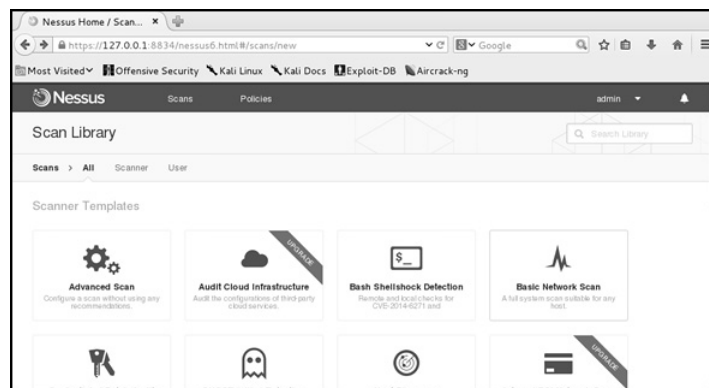 Nessus Home / Scan...
https://127.0.0.1:8834/nessus6.html#/scans/new
Google
Most Visited
Offensive Security
Kali Linux
Kali Docs
Exploit-DB
Aircrack-ng
Nessus
Scans
Policies
admin
Scan Library
Search Library
Scans > All
Scanner
User
Scanner Templates
Advanced Scan
Configure a scan without using any
recommendations.
UPGRADE
Audit Cloud Infrastructure
Audit the configurations of third-party
cloud services.
$_
Bash Shellshock Detection
Remote and local checks for
CVE-2014-6271 and
Basic Network Scan
A full system scan suitable for any
host.
UPGRADE